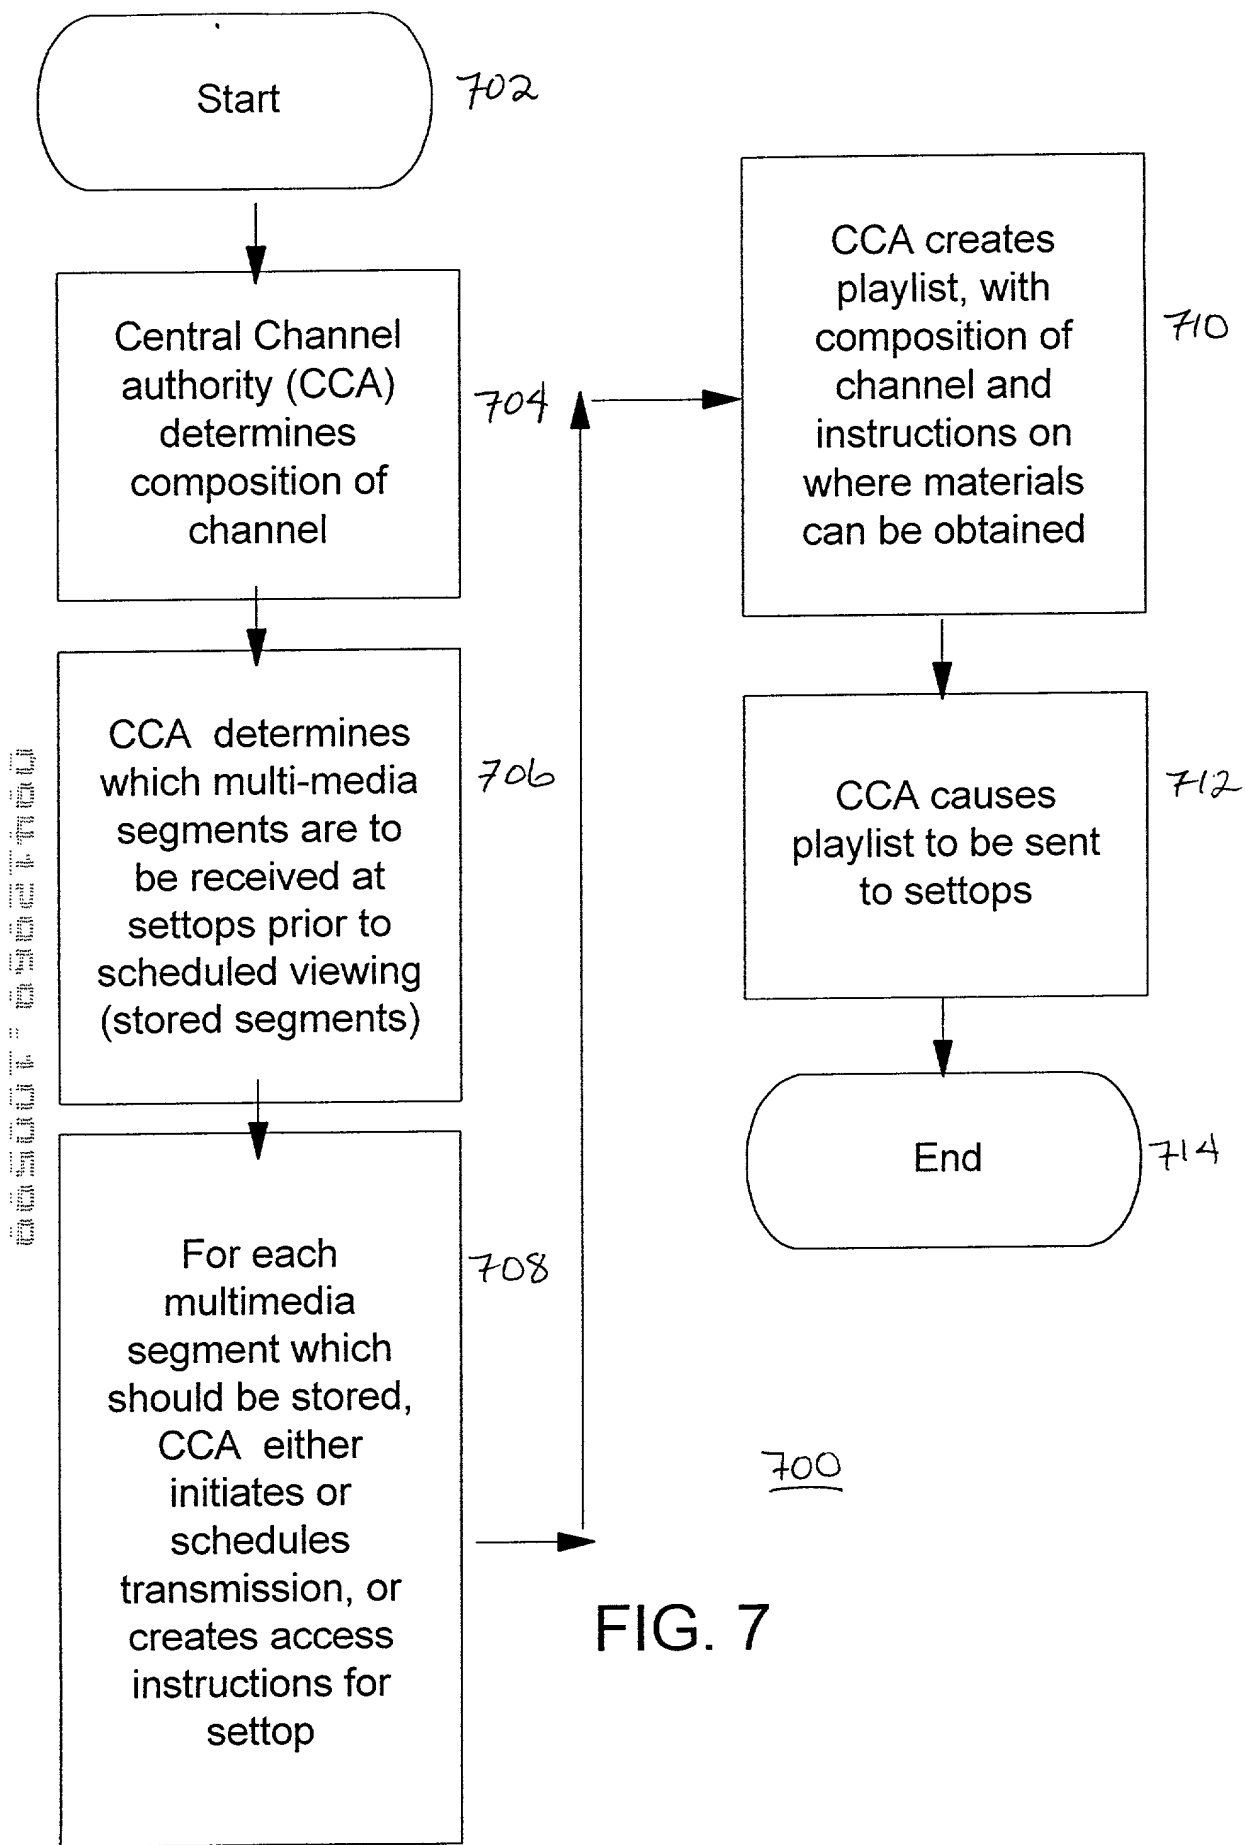 Start
702
Central Channel
authority (CCA)
determines
composition of
channel
704
CCA determines
which multi-media
segments are to
be received at
settops prior to
scheduled viewing
(stored segments)
706
For each
multimedia
segment which
should be stored,
CCA either
initiates or
schedules
transmission, or
creates access
instructions for
settop
708
CCA creates
playlist, with
composition of
channel and
instructions on
where materials
can be obtained
710
CCA causes
playlist to be sent
to settops
712
End
714
700
FIG. 7